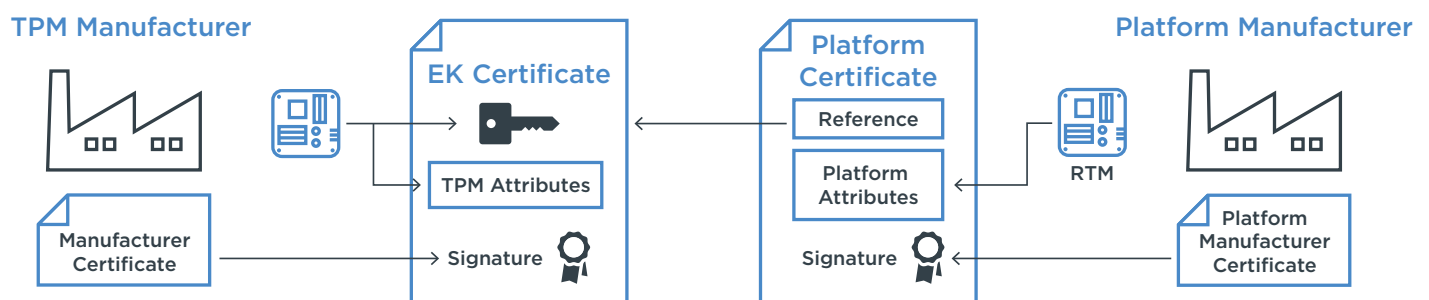 TPM Manufacturer
Manufacturer
Certificate
EK Certificate
TPM Attributes
Signature
Platform
Certificate
Reference
Platform
Attributes
Signature
Platform Manufacturer
RTM
Platform
Manufacturer
Certificate